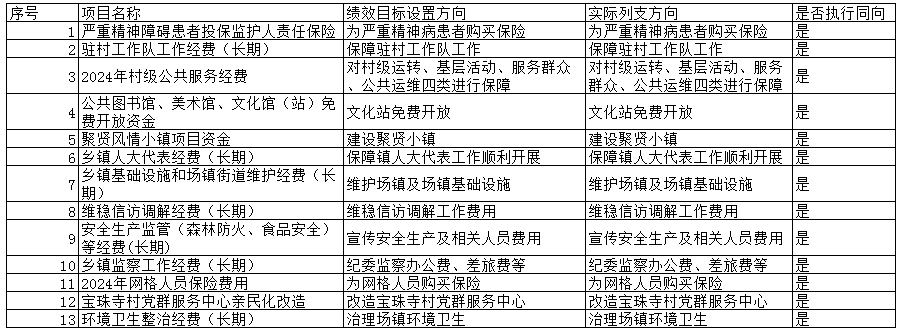 序号 项目名称 绩效目标设置方向 实际列支方向 是否执行同向
1 严重精神障碍患者投保监护人责任保险 为严重精神病患者购买保险 为严重精神病患者购买保险 是
2 驻村工作队工作经费（长期） 保障驻村工作队工作 保障驻村工作队工作 是
3 2024年村级公共服务经费 对村级运转、基层活动、服务群众 对村级运转、基层活动、服务 是
、公共运维四类进行保障 群众、公共运维四类进行保障
4 公共图书馆、美术馆、文化馆（站）免 文化站免费开放 文化站免费开放 是
费开放资金
5 聚贤风情小镇项目资金 建设聚贤小镇 建设聚贤小镇 是
6 乡镇人大代表经费（长期） 保障镇人大代表工作顺利开展 保障镇人大代表工作顺利开展 是
7 乡镇基础设施和场镇街道维护经费（长 维护场镇及场镇基础设施 维护场镇及场镇基础设施 是
期）
8 维稳信访调解经费（长期） 维稳信访调解工作费用 维稳信访调解工作费用 是
9 安全生产监管（森林防火、食品安全） 宣传安全生产及相关人员费用 宣传安全生产及相关人员费用 是
等经费(长期）
10 乡镇监察工作经费（长期） 纪委监察办公费、差旅费等 纪委监察办公费、差旅费等 是
11 2024年网格人员保险费用 为网格人员购买保险 为网格人员购买保险 是
12 宝珠寺村党群服务中心亲民化改造 改造宝珠寺村党群服务中心 改造宝珠寺村党群服务中心 是
13 环境卫生整治经费（长期） 治理场镇环境卫生 治理场镇环境卫生 是